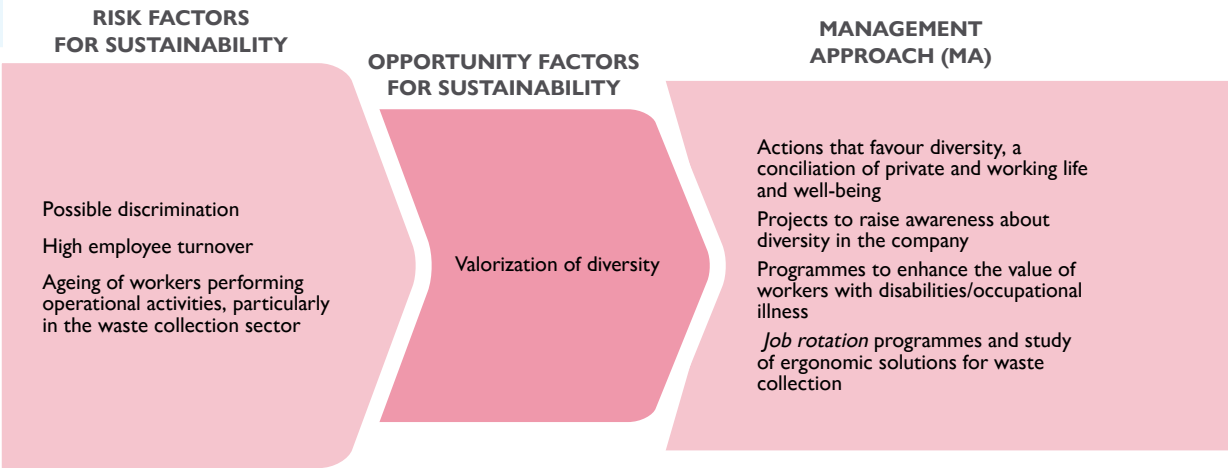 RISK FACTORS
FOR SUSTAINABILITY
Possible discrimination
High employee turnover
Ageing of workers performing
operational activities, particularly
in the waste collection sector
OPPORTUNITY FACTORS
FOR SUSTAINABILITY
Valorization of diversity
MANAGEMENT
APPROACH (MA)
Actions that favour diversity, a
conciliation of private and working life
and well-being
Projects to raise awareness about
diversity in the company
Programmes to enhance the value of
workers with disabilities/occupational
illness
Job rotation programmes and study
of ergonomic solutions for waste
collection